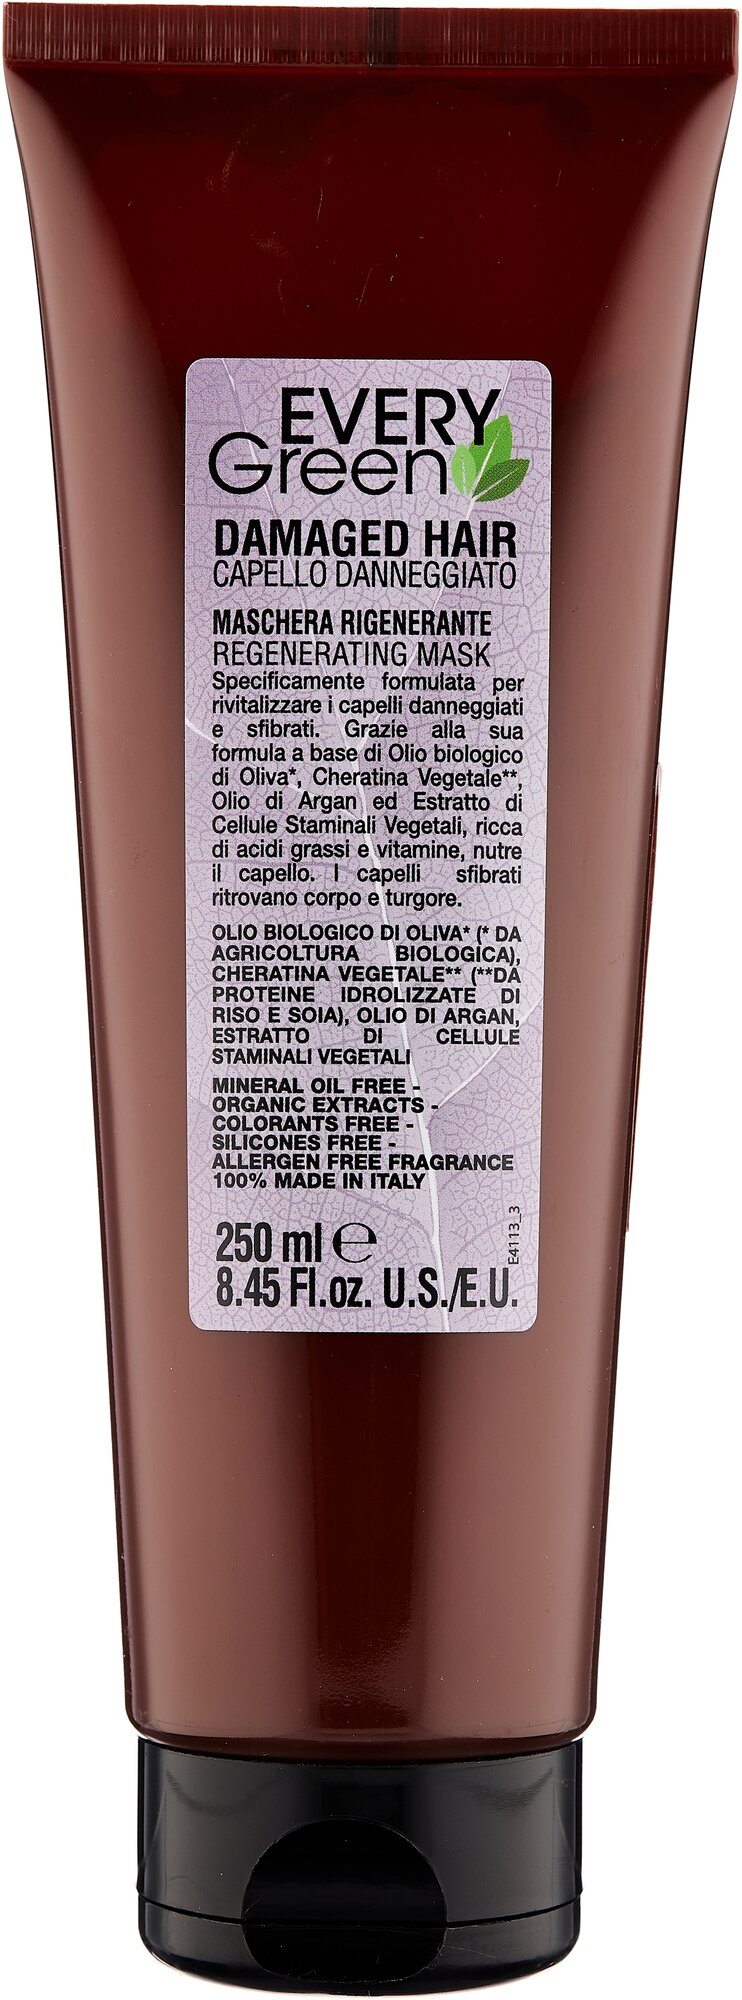 EVERY
Green
DAMAGED HAIR
CAPELLO DANNEGGIATO
MASCHERA RIGENERANTE
REGENERATING MASK
Specificamente formulata per
rivitalizzare i capelli danneggiati
e sfibrati. Grazie alla sua
formula a base di Olio biologico
di Oliva*, Cheratina Vegetale**,
Olio di Argan ed Estratto di
Cellule Staminali Vegetali, ricca
di acidi grassi e vitamine, nutre
il capello. I capelli sfibrati
ritrovano corpo e turgore.
OLIO BIOLOGICO DI OLIVA* (* DA
AGRICOLTURA BIOLOGICA),
CHERATINA VEGETALE** (**DA
PROTEINE IDROLIZZATE DI
RISO E SOIA), OLIO DI ARGAN,
ESTRATTO DI CELLULE
STAMINALI VEGETALI
MINERAL OIL FREE -
ORGANIC EXTRACTS -
COLORANTS FREE -
SILICONES FREE -
ALLERGEN FREE FRAGRANCE
100% MADE IN ITALY
250 ml ℮
8.45 Fl.oz. U.S./E.U.
E4113_3